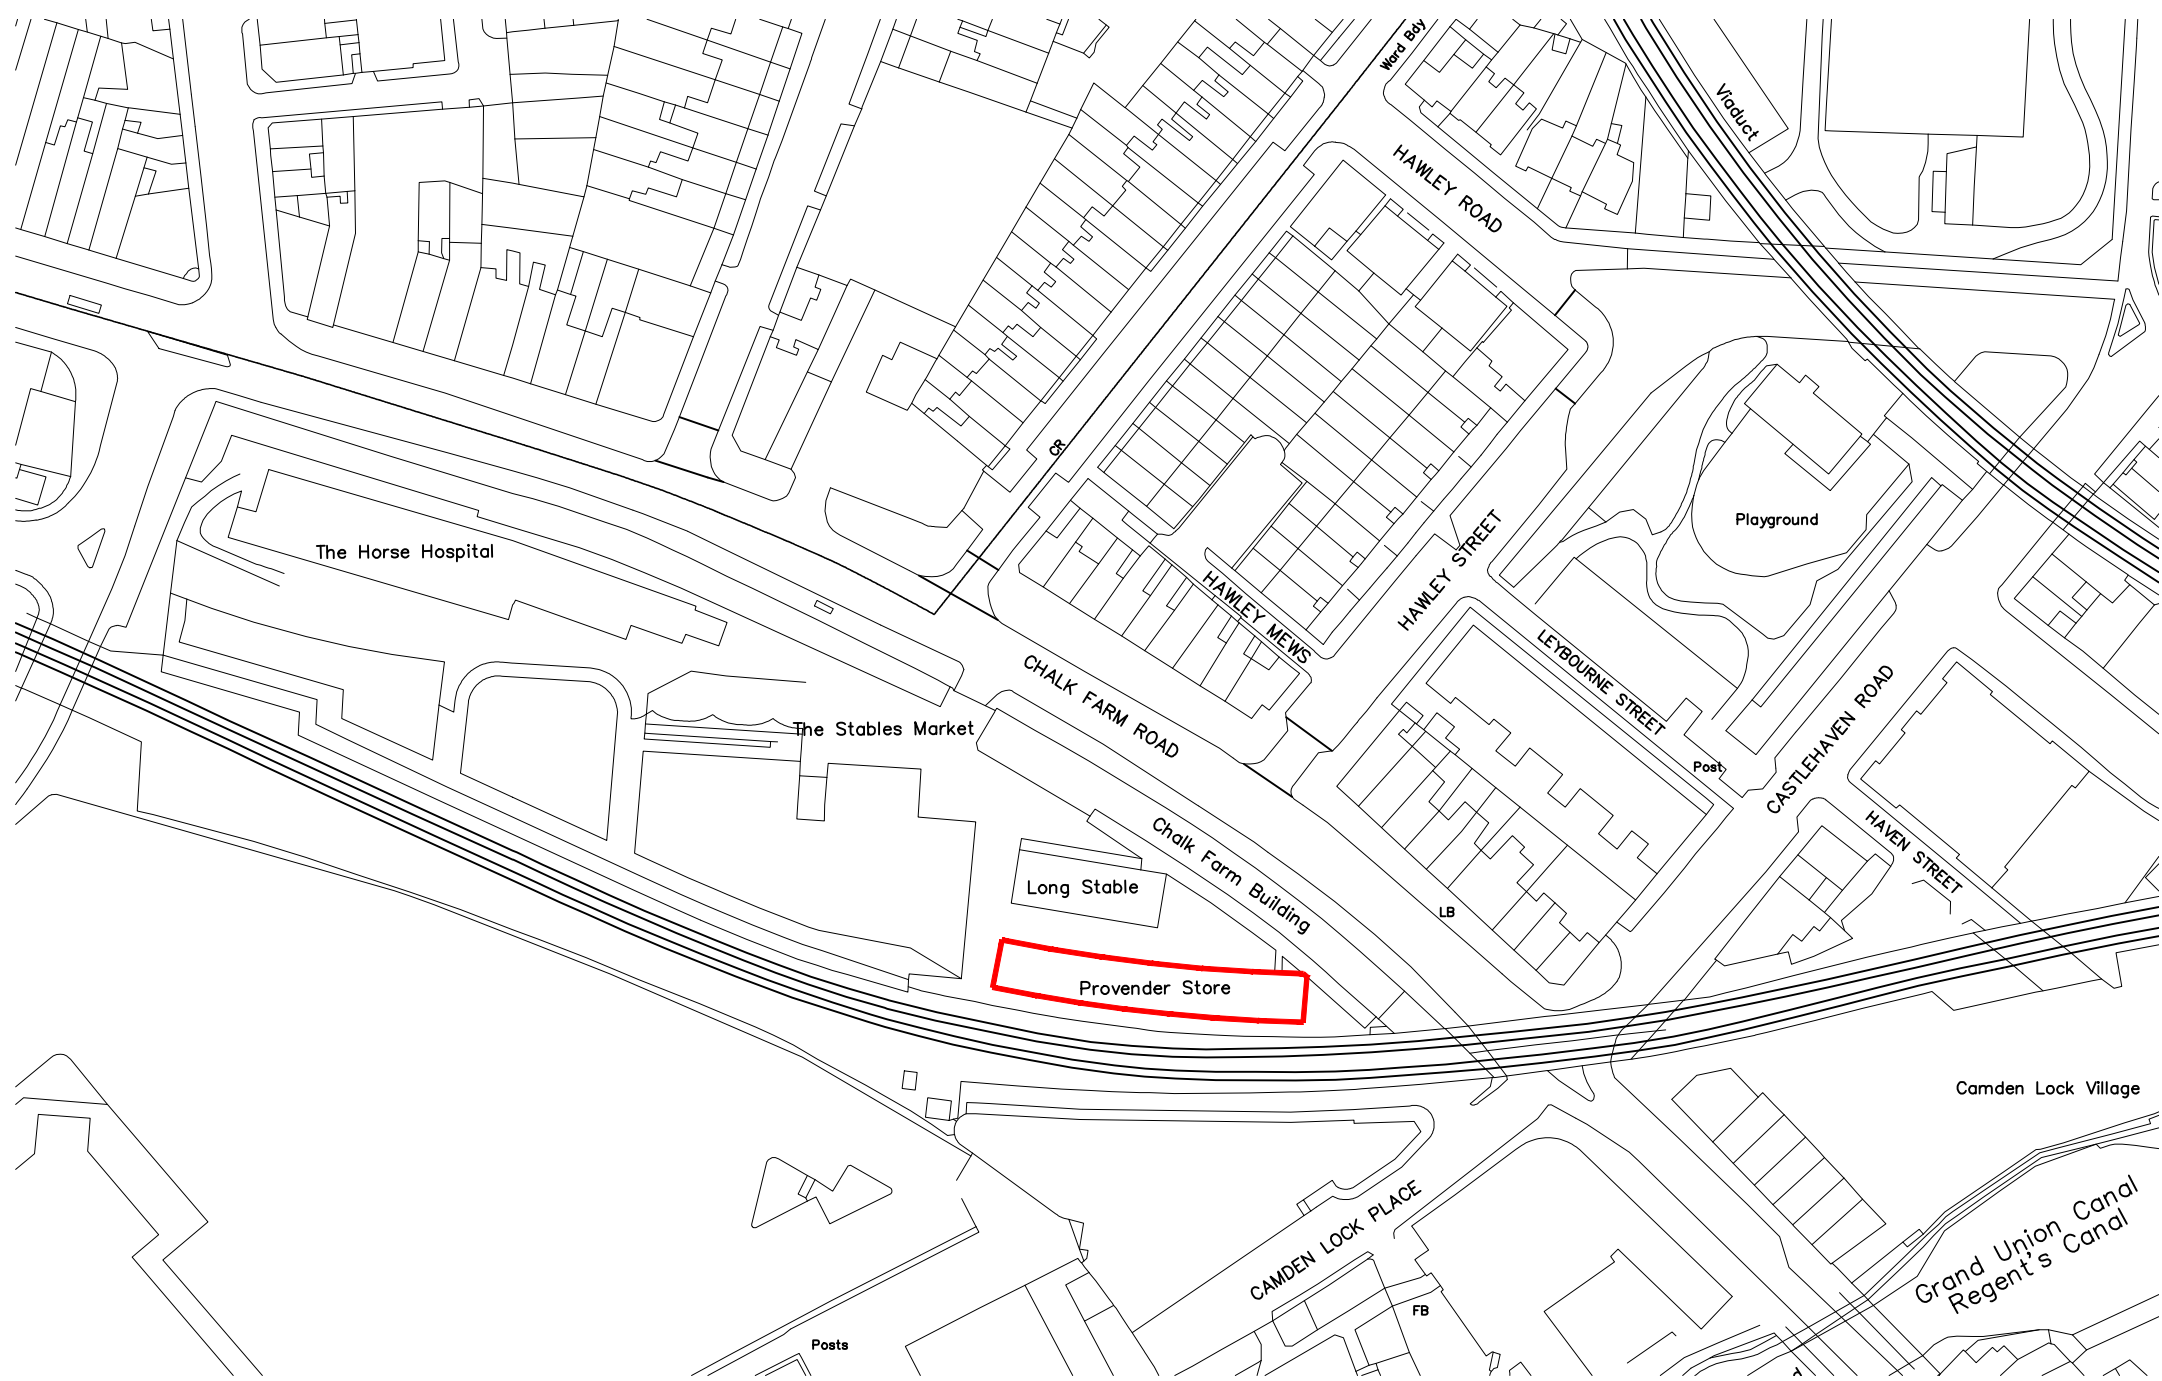 Ward Bdy
Viaduct
HAWLEY ROAD
CR
Playground
The Horse Hospital
HAWLEY STREET
HAWLEY MEWS
LEYBOURNE STREET
CHALK FARM ROAD
The Stables Market
CASTLEHAVEN ROAD
Post
HAVEN STREET
Chalk Farm Building
Long Stable
LB
Provender Store
Camden Lock Village
CAMDEN LOCK PLACE
Grand Union Canal
Regent's Canal
FB
Posts